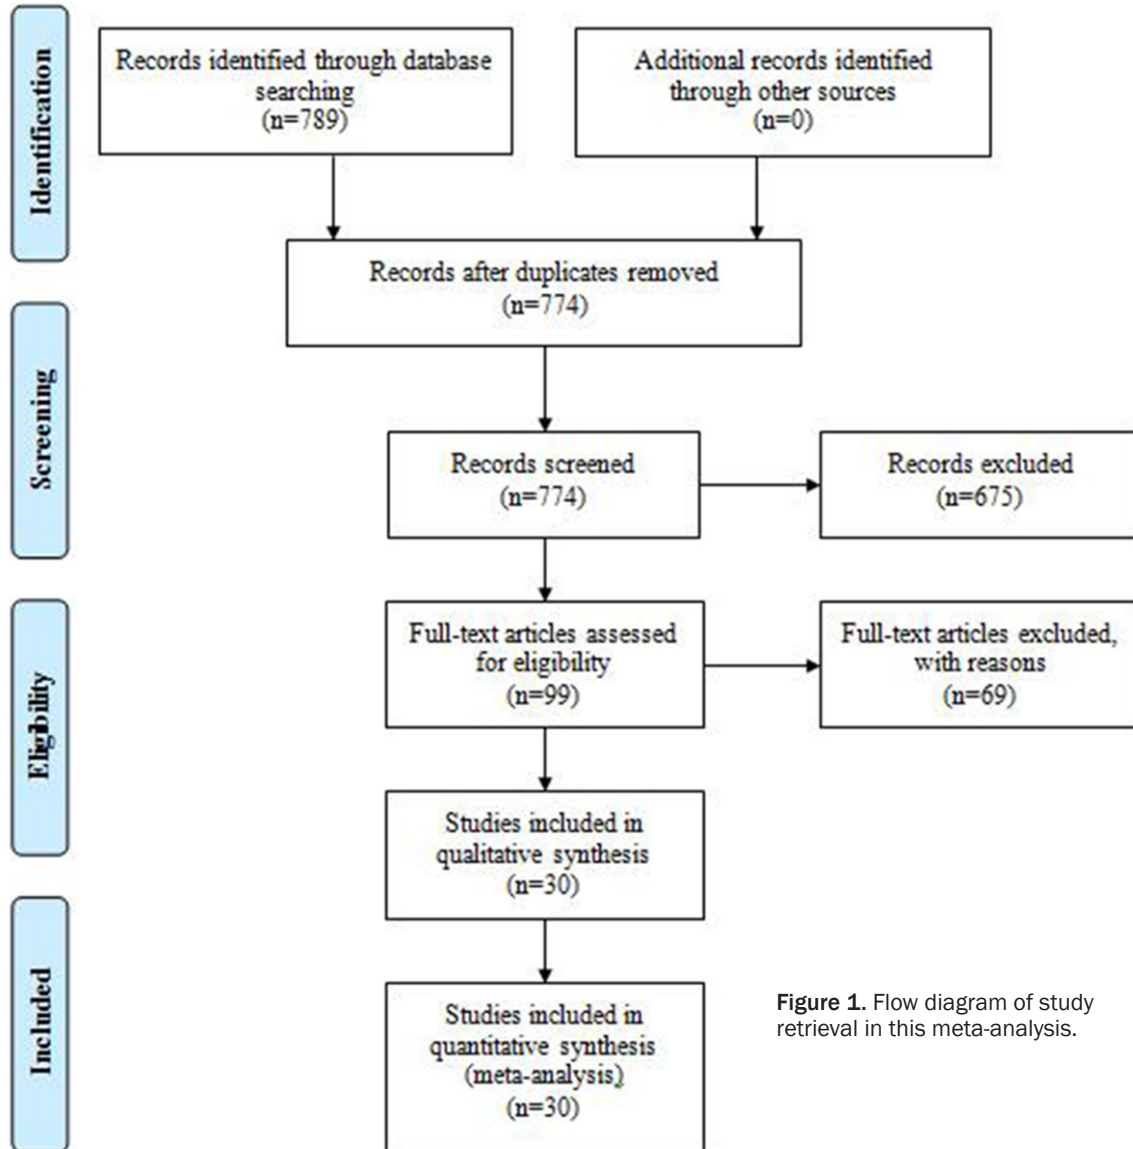 Identification
Records identified through database
searching
(n=789)
Additional records identified
through other sources
(n=0)
Records after duplicates removed
(n=774)
Screening
Records screened
(n=774)
Records excluded
(n=675)
Eligibility
Full-text articles assessed
for eligibility
(n=99)
Full-text articles excluded,
with reasons
(n=69)
Studies included in
qualitative synthesis
(n=30)
Included
Studies included in
quantitative synthesis
(meta-analysis)
(n=30)
Figure 1. Flow diagram of study
retrieval in this meta-analysis.